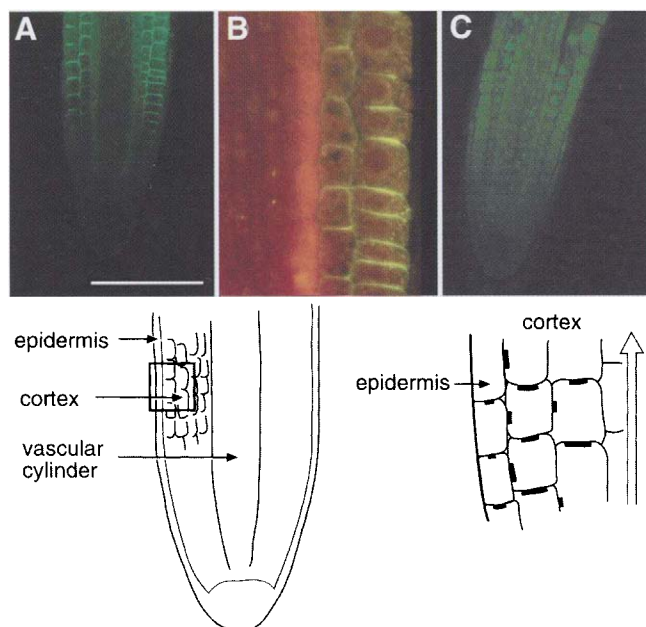 A
B
C
epidermis
cortex
vascular
cylinder
cortex
epidermis